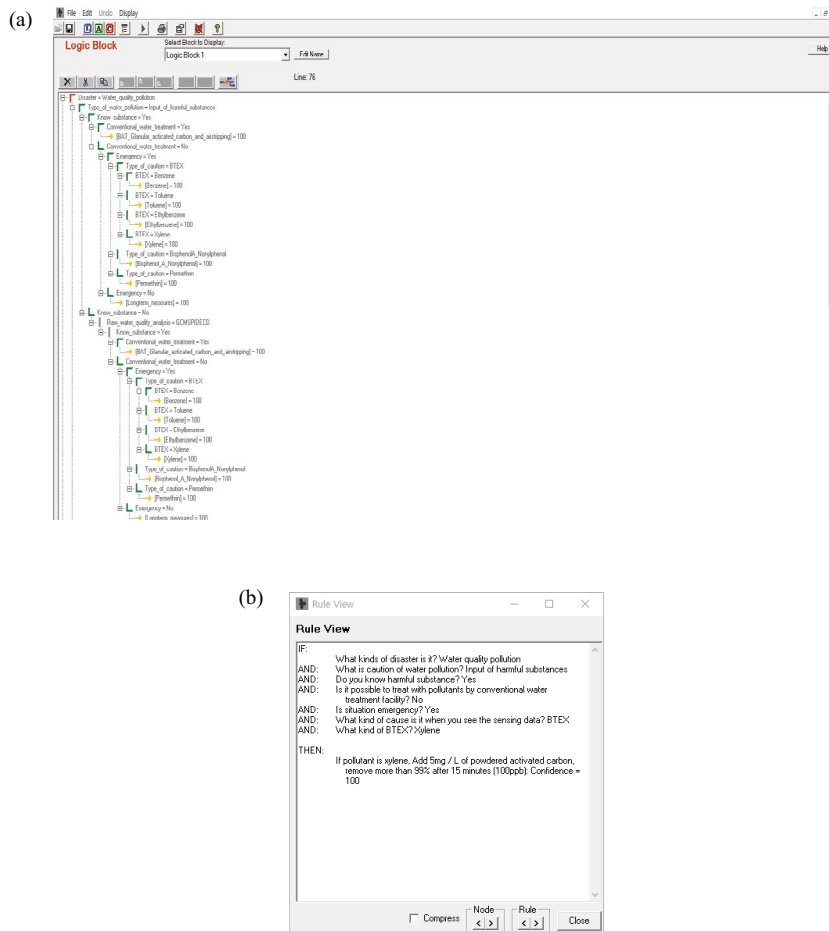 (a)
File Edit Undo Display
Logic Block
Select Block to Display:
Logic Block 1
Edit Name
Help
Line: 76
Disaster = Water_quality_pollution
Type_of_water_pollution = Input_of_harmful_substances
Know_substance = Yes
Conventional_water_treatment = Yes
[BAT_Glanular_acticated_carbon_and_airstripping] = 100
Conventional_water_treatment = No
Emergency = Yes
Type_of_caution = BTEX
BTEX = Benzene
[Benzene] = 100
BTEX = Toluene
[Toluene] = 100
BTEX = Ethylbenzene
[Ethylbenzene] = 100
BTEX = Xylene
[Xylene] = 100
Type_of_caution = BisphenolA_Nonylphenol
[Bisphenol_A_Nonylphenol] = 100
Type_of_caution = Permethrin
[Permethrin] = 100
Emergency = No
[Longterm_measures] = 100
Know_substance = No
Raw_water_quality_analysis = GCMSPIDECD
Know_substance = Yes
Conventional_water_treatment = Yes
[BAT_Glanular_acticated_carbon_and_airstripping] = 100
Conventional_water_treatment = No
Emergency = Yes
Type_of_caution = BTEX
BTEX = Benzene
[Benzene] = 100
BTEX = Toluene
[Toluene] = 100
BTEX = Ethylbenzene
[Ethylbenzene] = 100
BTEX = Xylene
[Xylene] = 100
Type_of_caution = BisphenolA_Nonylphenol
[Bisphenol_A_Nonylphenol] = 100
Type_of_caution = Permethrin
[Permethrin] = 100
Emergency = No
[Longterm_measures] = 100
(b)
Rule View
Rule View
IF:
What kinds of disaster is it? Water quality pollution
AND: What is caution of water pollution? Input of harmful substances
AND: Do you know harmful substance? Yes
AND: Is it possible to treat with pollutants by conventional water
treatment facility? No
AND: Is situation emergency? Yes
AND: What kind of cause is it when you see the sensing data? BTEX
AND: What kind of BTEX? Xylene
THEN:
If pollutant is xylene, Add 5mg / L of powdered activated carbon,
remove more than 99% after 15 minutes (100ppb): Confidence =
100
Compress
Node
< >
Rule
< >
Close